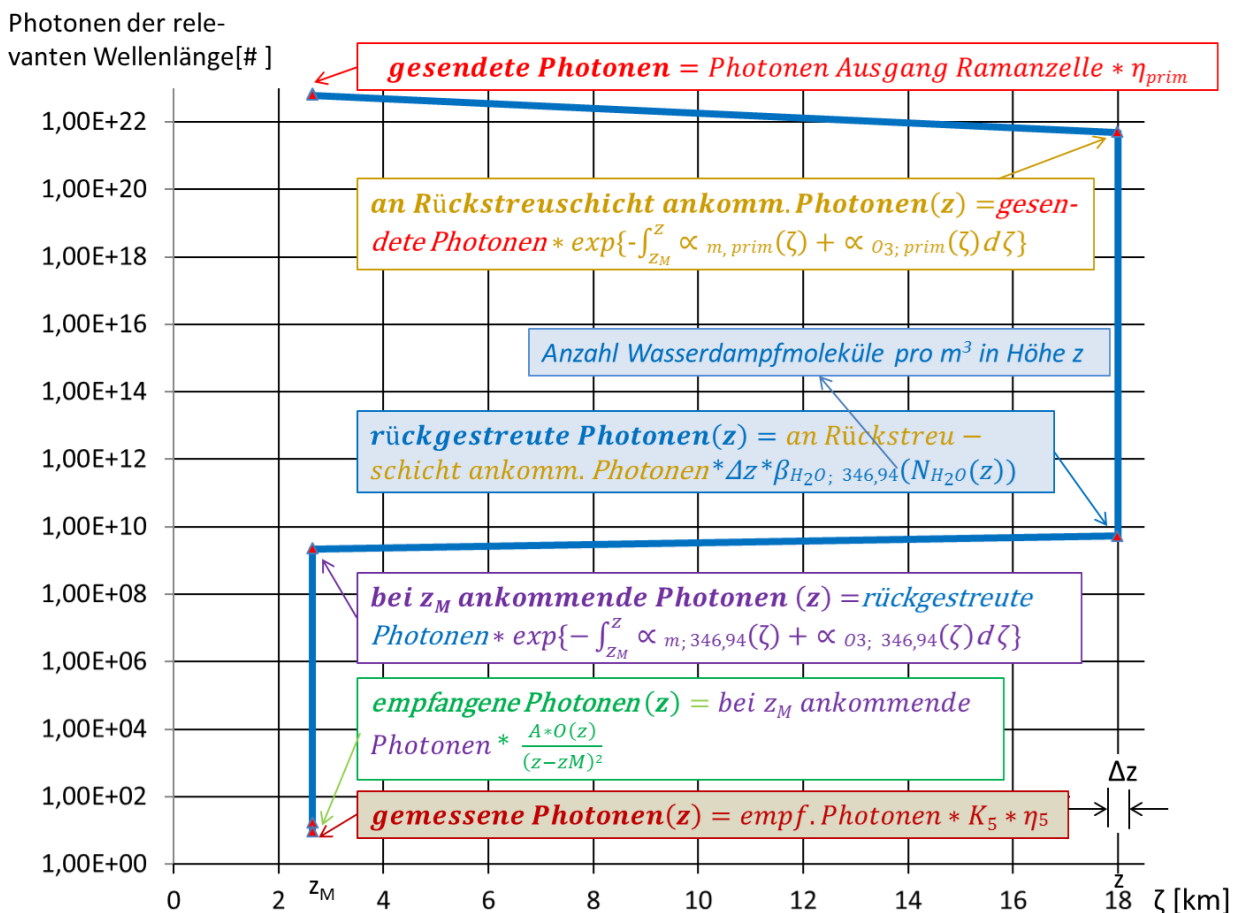 Photonen der rele-
vanten Wellenlänge[# ]
gesendete Photonen = Photonen Ausgang Ramanzelle * η_prim
1,00E+22
1,00E+20
an Rückstreuschicht ankomm. Photonen(z) =gesen-
dete Photonen * exp{-∫_{z_M}^{z} ∝ m, prim(ζ) + ∝ O3; prim(ζ)dζ}
1,00E+18
1,00E+16
Anzahl Wasserdampfmoleküle pro m³ in Höhe z
1,00E+14
rückgestreute Photonen(z) = an Rückstreu −
1,00E+12
schicht ankomm. Photonen*Δz*β_{H₂O; 346,94}(N_{H₂O}(z))
1,00E+10
1,00E+08
bei z_M ankommende Photonen (z) =rückgestreute
Photonen * exp{− ∫_{z_M}^{z} ∝ m; 346,94(ζ) + ∝ O3; 346,94(ζ)dζ}
1,00E+06
empfangene Photonen(z) = bei z_M ankommende
1,00E+04
Photonen * A*O(z)/(z−zM)²
Δz
1,00E+02
gemessene Photonen(z) = empf. Photonen * K₅ * η₅
1,00E+00
0 2 z_M 4 6 8 10 12 14 16 z 18 ζ [km]